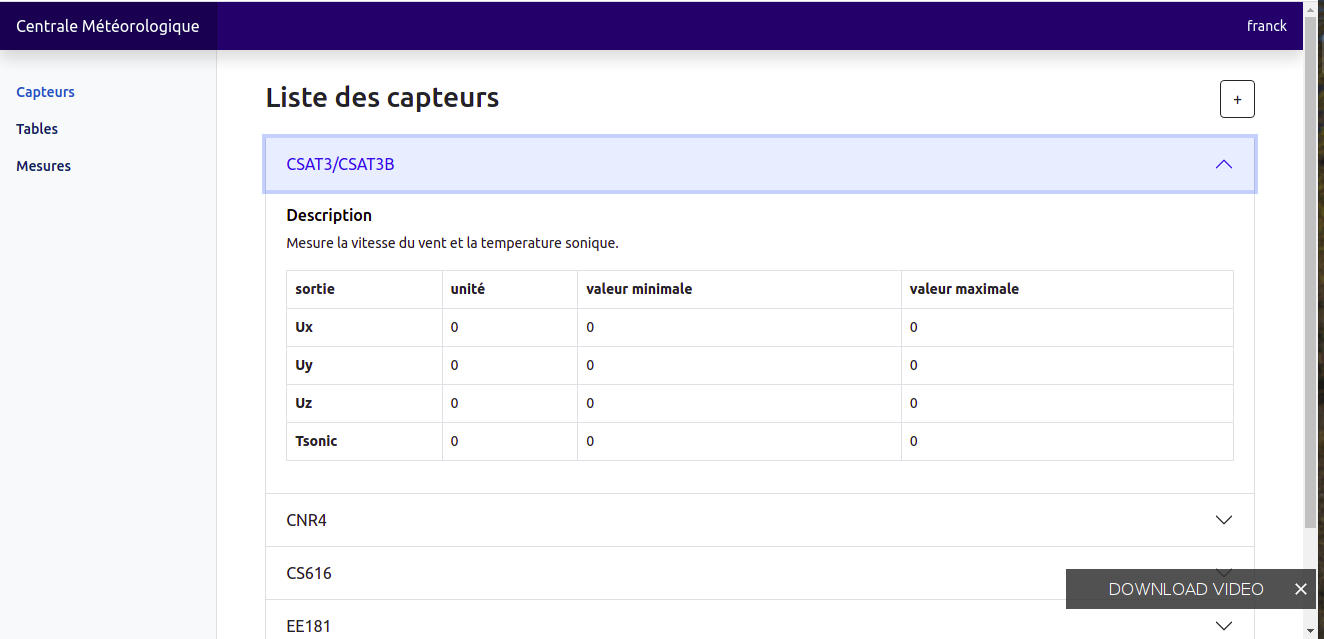 Centrale Météorologique
franck
Capteurs
Tables
Mesures
Liste des capteurs
+
CSAT3/CSAT3B
Description
Mesure la vitesse du vent et la temperature sonique.
sortie unité valeur minimale valeur maximale
Ux 0 0 0
Uy 0 0 0
Uz 0 0 0
Tsonic 0 0 0
CNR4
CS616
EE181
DOWNLOAD VIDEO ×